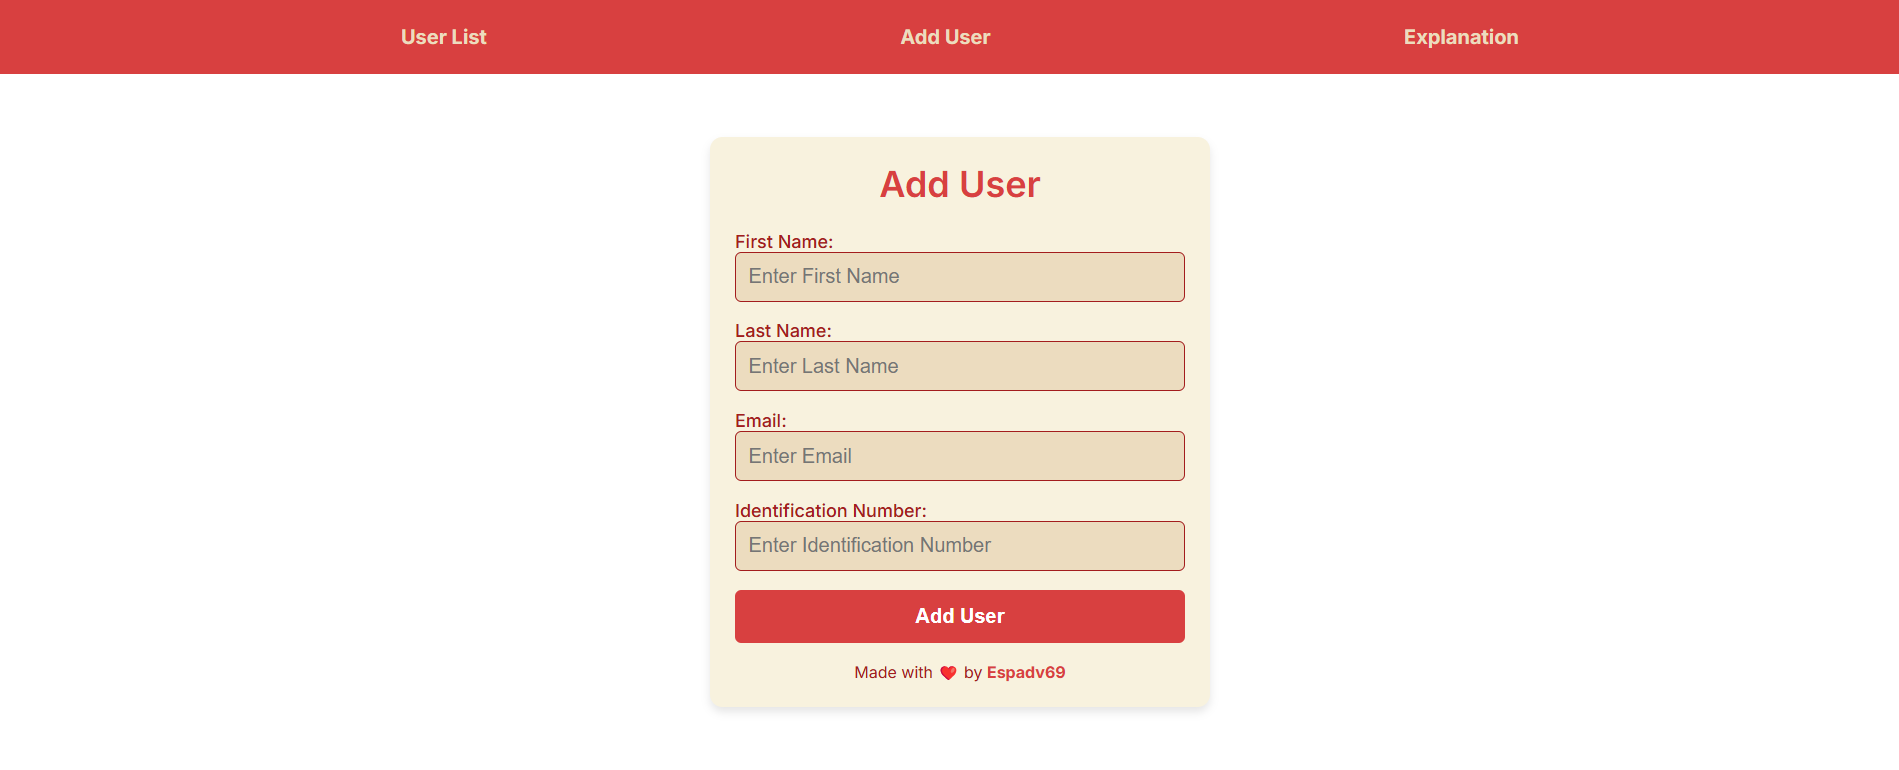 User List Add User Explanation
Add User
First Name:
Enter First Name
Last Name:
Enter Last Name
Email:
Enter Email
Identification Number:
Enter Identification Number
Add User
Made with ❤️ by Espadv69